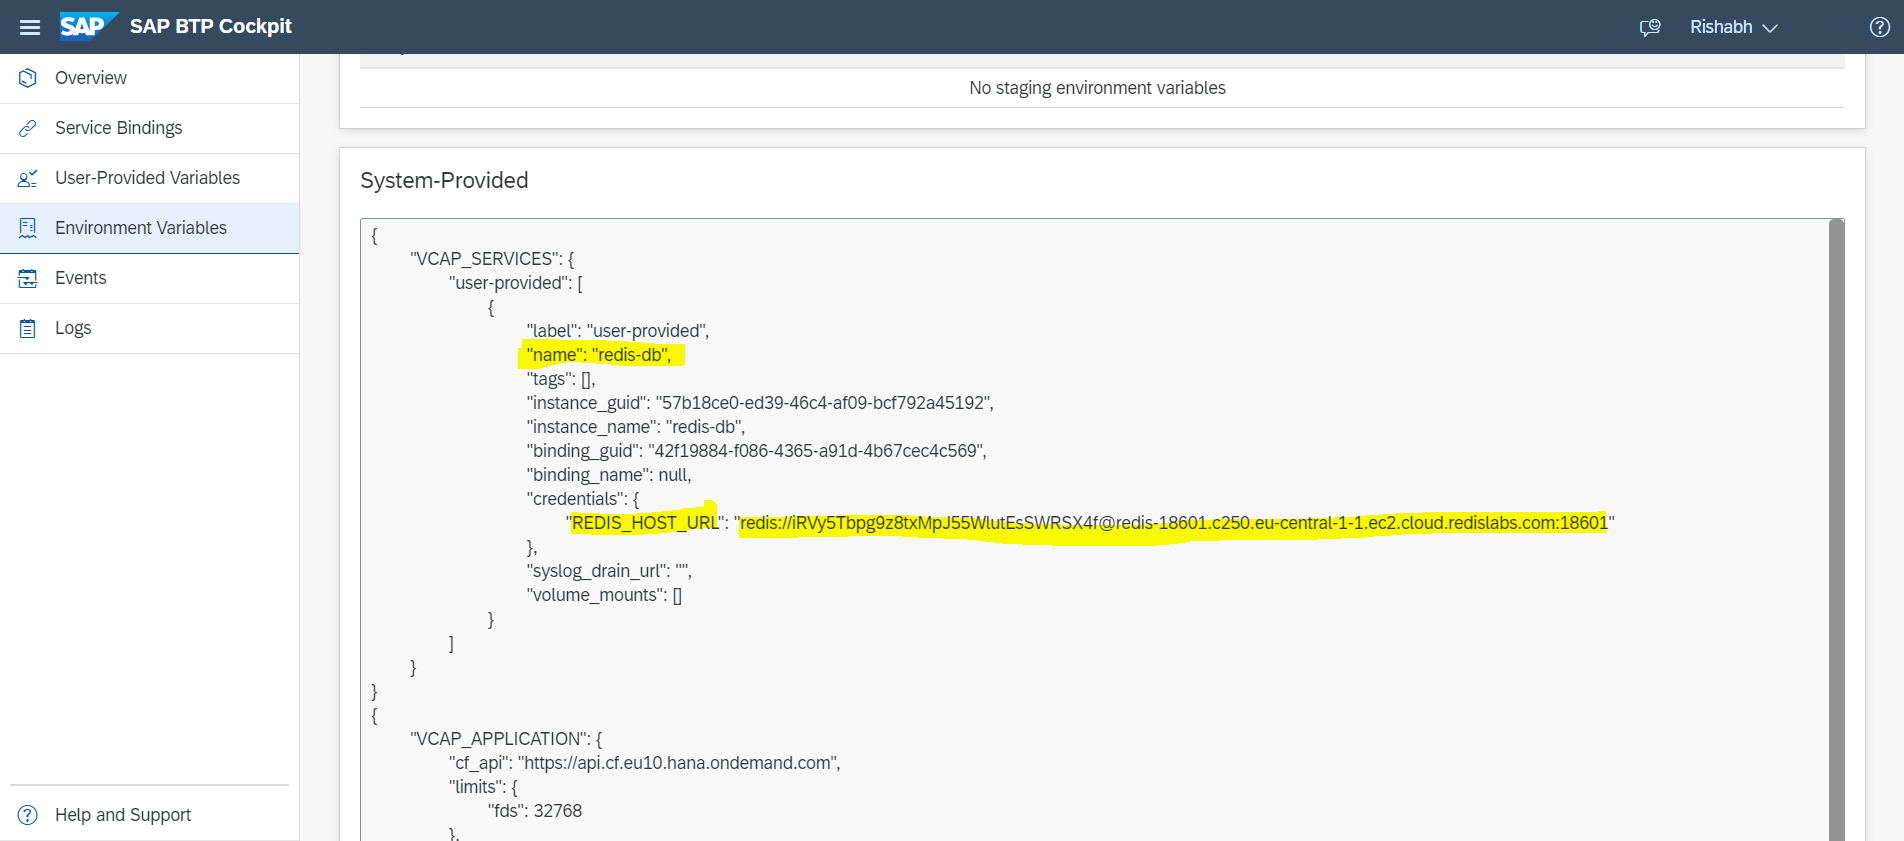 SAP SAP BTP Cockpit Rishabh
Overview
Service Bindings
User-Provided Variables
Environment Variables
Events
Logs
Help and Support
No staging environment variables
System-Provided
{
"VCAP_SERVICES": {
"user-provided": [
{
"label": "user-provided",
"name": "redis-db",
"tags": [],
"instance_guid": "57b18ce0-ed39-46c4-af09-bcf792a45192",
"instance_name": "redis-db",
"binding_guid": "42f19884-f086-4365-a91d-4b67cec4c569",
"binding_name": null,
"credentials": {
"REDIS_HOST_URL": "redis://iRVy5Tbpg9z8txMpJ55WlutEsSWRSX4f@redis-18601.c250.eu-central-1-1.ec2.cloud.redislabs.com:18601"
},
"syslog_drain_url": "",
"volume_mounts": []
}
]
}
}
{
"VCAP_APPLICATION": {
"cf_api": "https://api.cf.eu10.hana.ondemand.com",
"limits": {
"fds": 32768
},